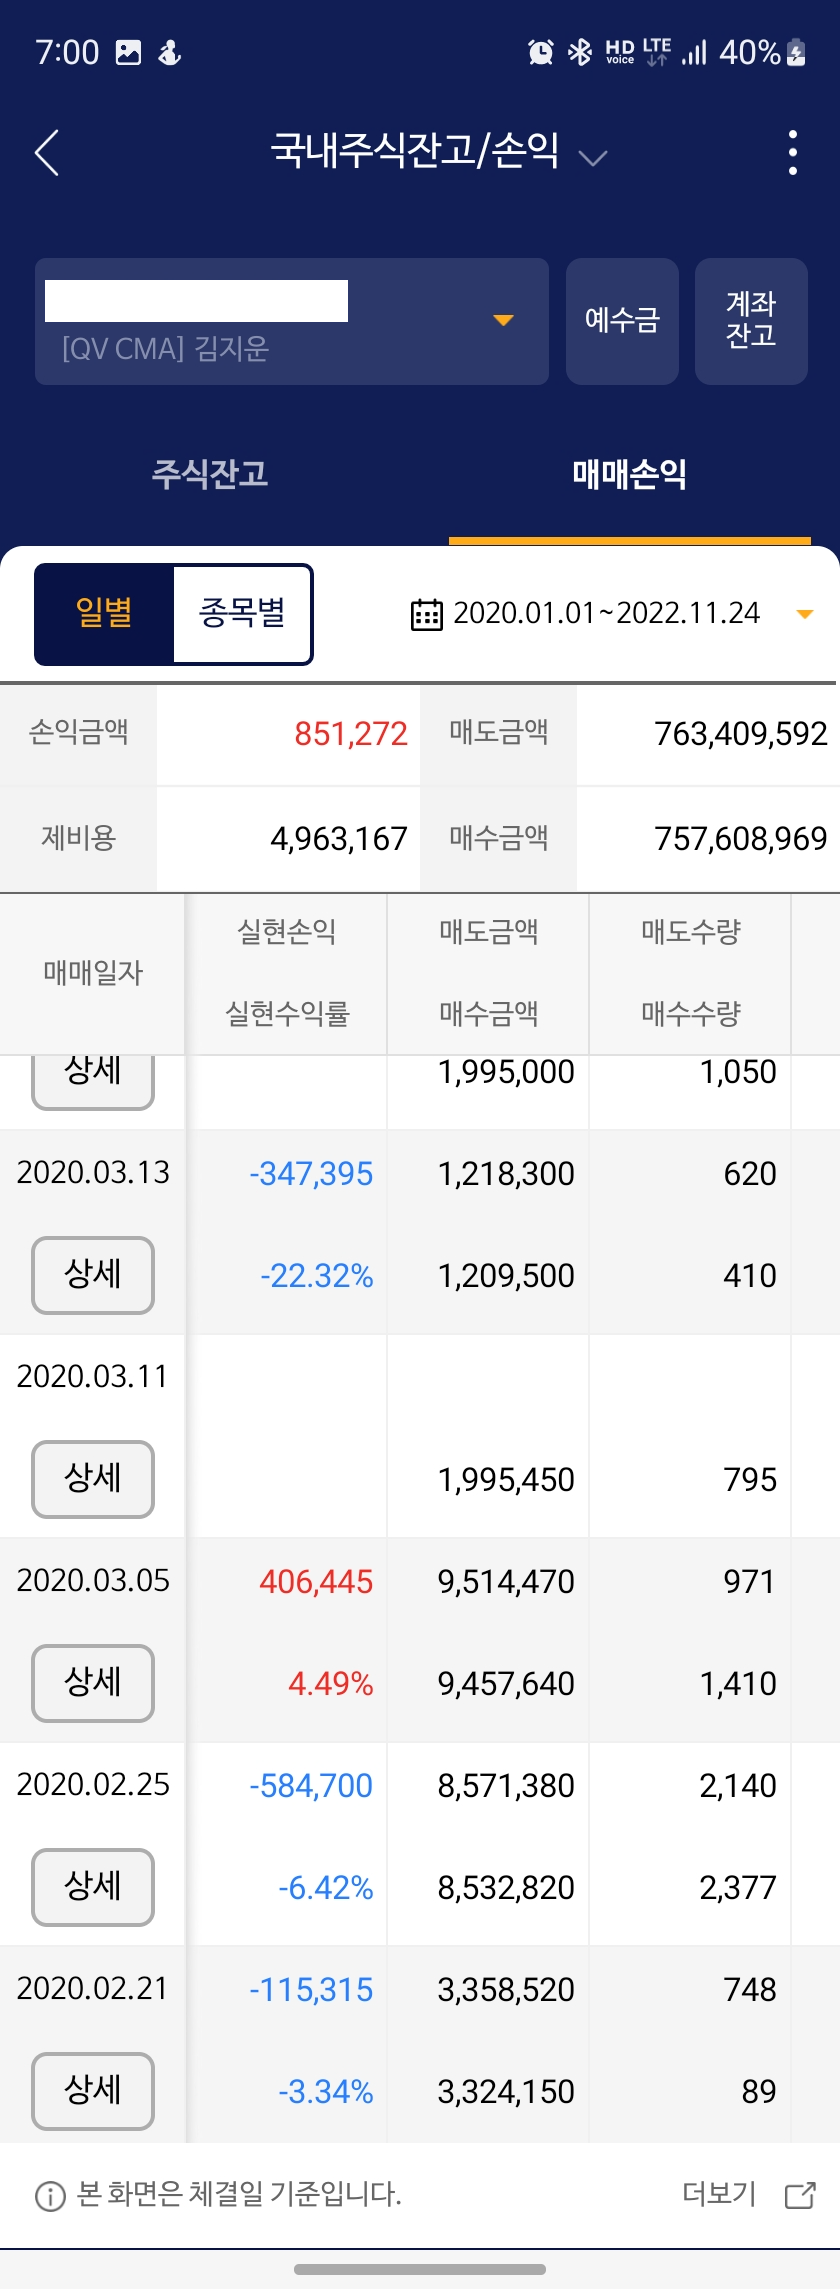 7:00 HD voice LTE 40%
국내주식잔고/손익
[QV CMA] 김지운
예수금
계좌
잔고
주식잔고 매매손익
일별 종목별 2020.01.01~2022.11.24
손익금액 851,272 매도금액 763,409,592
제비용 4,963,167 매수금액 757,608,969
매매일자
실현손익 매도금액 매도수량
실현수익률 매수금액 매수수량
상세 1,995,000 1,050
2020.03.13 -347,395 1,218,300 620
상세 -22.32% 1,209,500 410
2020.03.11
상세 1,995,450 795
2020.03.05 406,445 9,514,470 971
상세 4.49% 9,457,640 1,410
2020.02.25 -584,700 8,571,380 2,140
상세 -6.42% 8,532,820 2,377
2020.02.21 -115,315 3,358,520 748
상세 -3.34% 3,324,150 89
본 화면은 체결일 기준입니다. 더보기